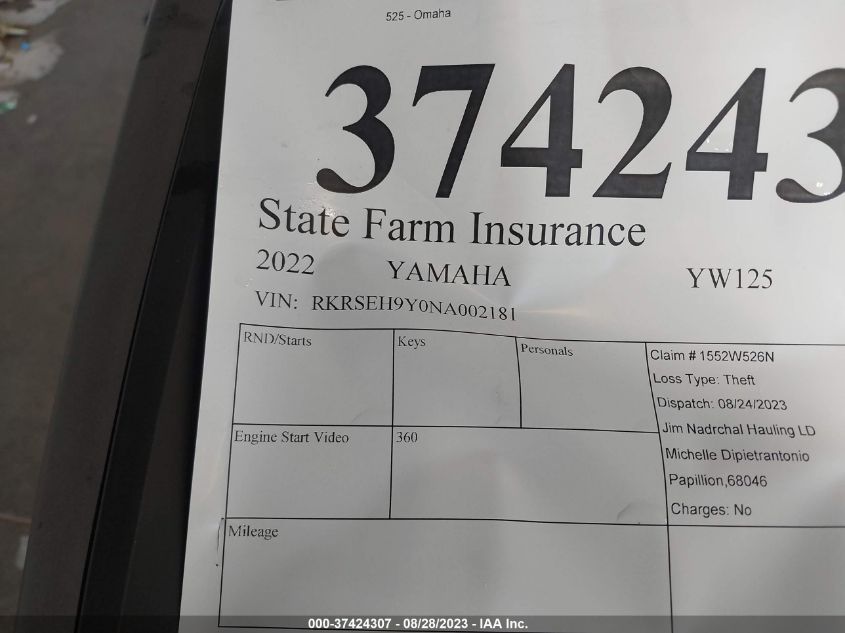 525 - Omaha
374243
State Farm Insurance
2022 YAMAHA YW125
VIN: RKRSEH9Y0NA002181
RND/Starts Keys Personals
Claim # 1552W526N
Loss Type: Theft
Dispatch: 08/24/2023
Jim Nadrchal Hauling LD
Engine Start Video 360
Michelle Dipietrantonio
Papillion,68046
Charges: No
Mileage
000-37424307 - 08/28/2023 - IAA Inc.